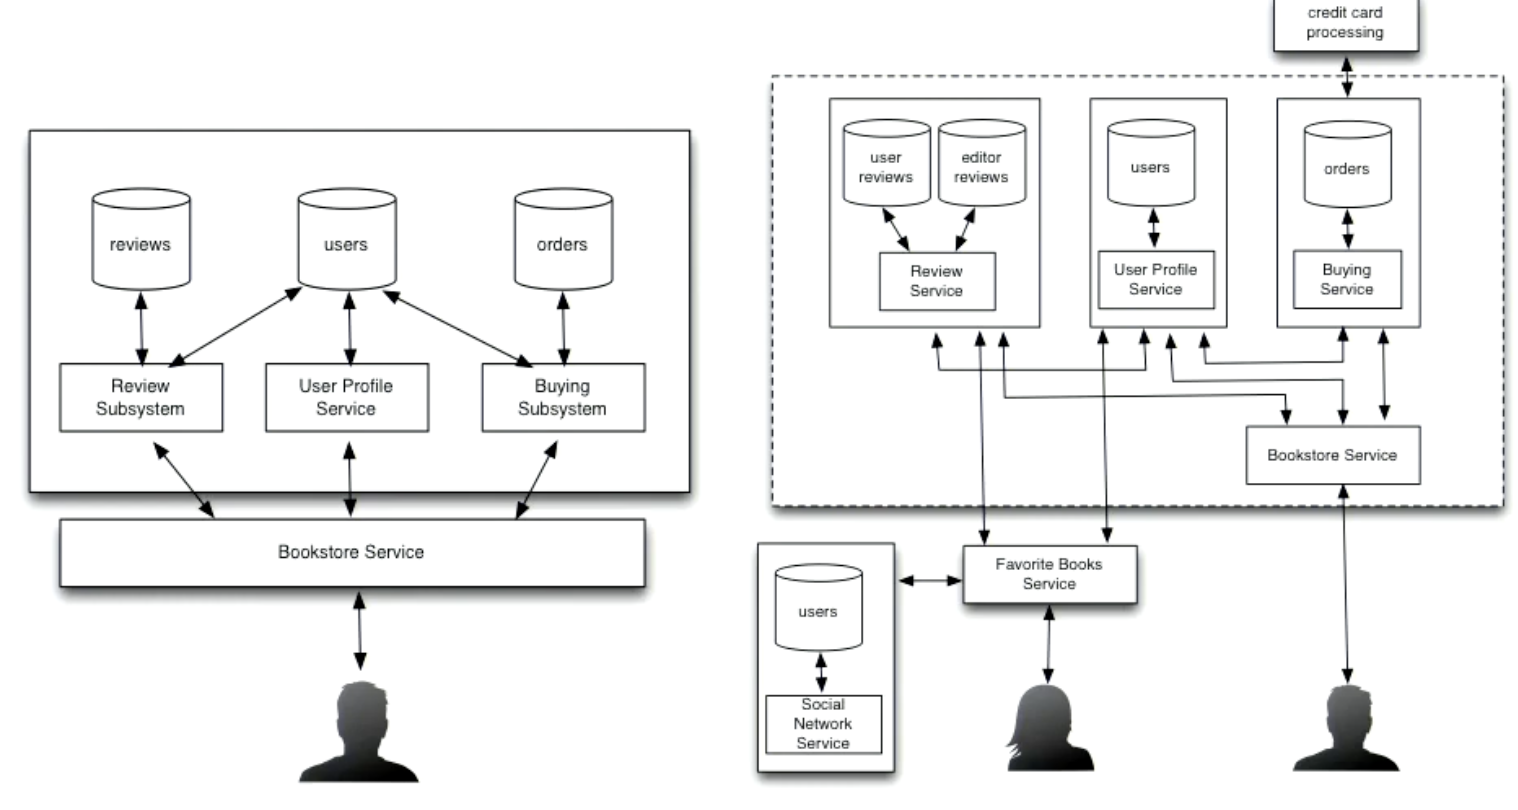 reviews
users
orders
Review
Subsystem
User Profile
Service
Buying
Subsystem
Bookstore Service
credit card
processing
user
reviews
editor
reviews
users
orders
Review
Service
User Profile
Service
Buying
Service
Bookstore Service
Favorite Books
Service
users
Social
Network
Service